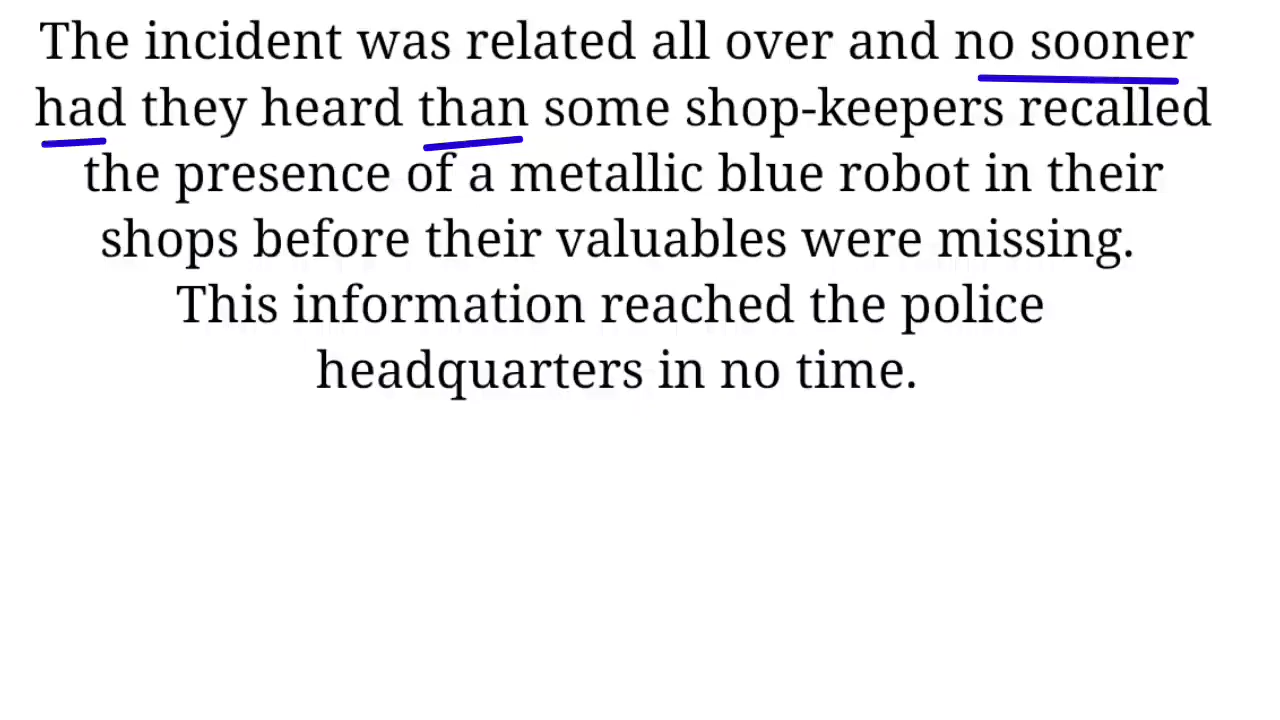 The incident was related all over and no sooner
had they heard than some shop-keepers recalled
the presence of a metallic blue robot in their
shops before their valuables were missing.
This information reached the police
headquarters in no time.